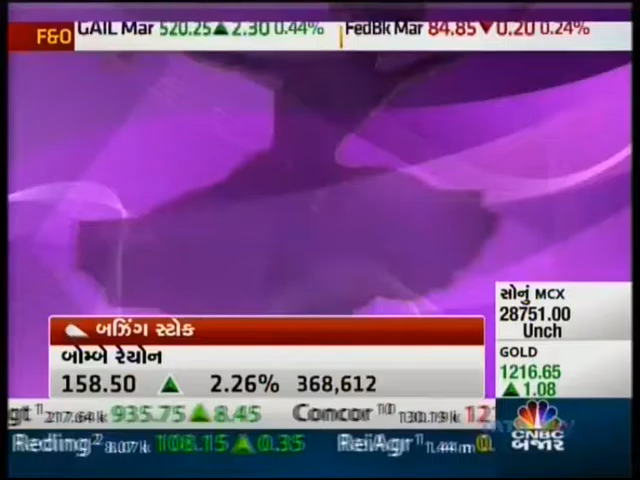 F&O GAIL Mar 520.25▲2.30 0.44% FedBk Mar 84.85▼0.20 0.24%
બઝિંગ સ્ટોક
બોમ્બે રેયોન
158.50 ▲ 2.26% 368,612
સોનું MCX
28751.00
Unch
GOLD
1216.65
▲1.08
935.75▲8.45 Concor
108.15▲0.35 ReiAgr
CNBC
બજાર